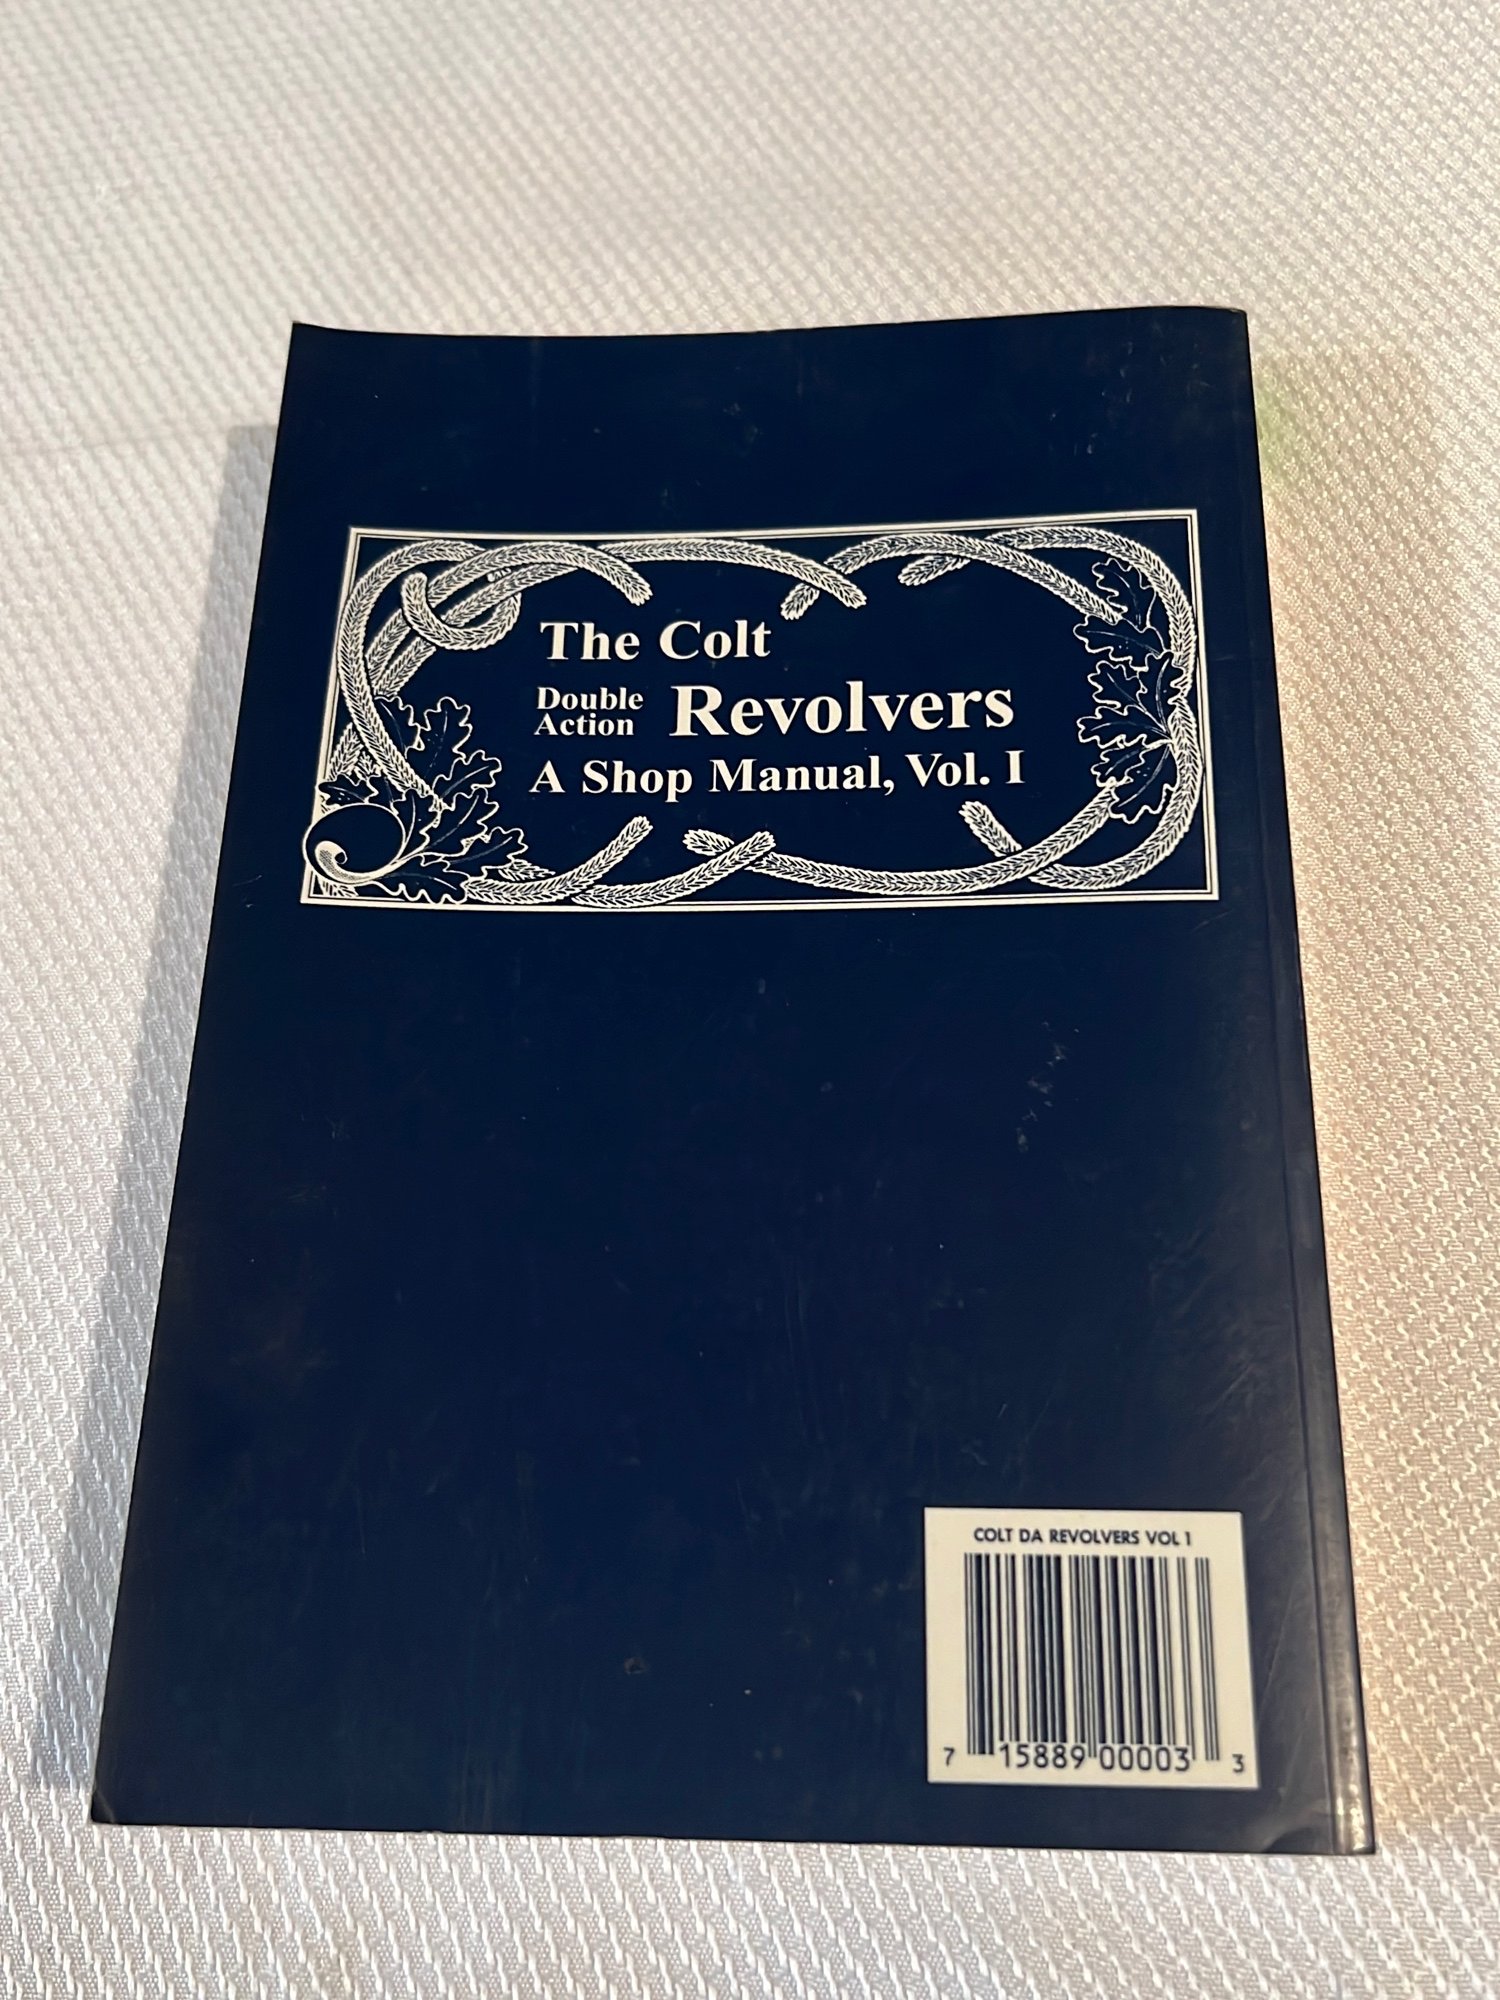 The Colt
Double
Action Revolvers
A Shop Manual, Vol. I
COLT DA REVOLVERS VOL 1
7 15889 00003 3